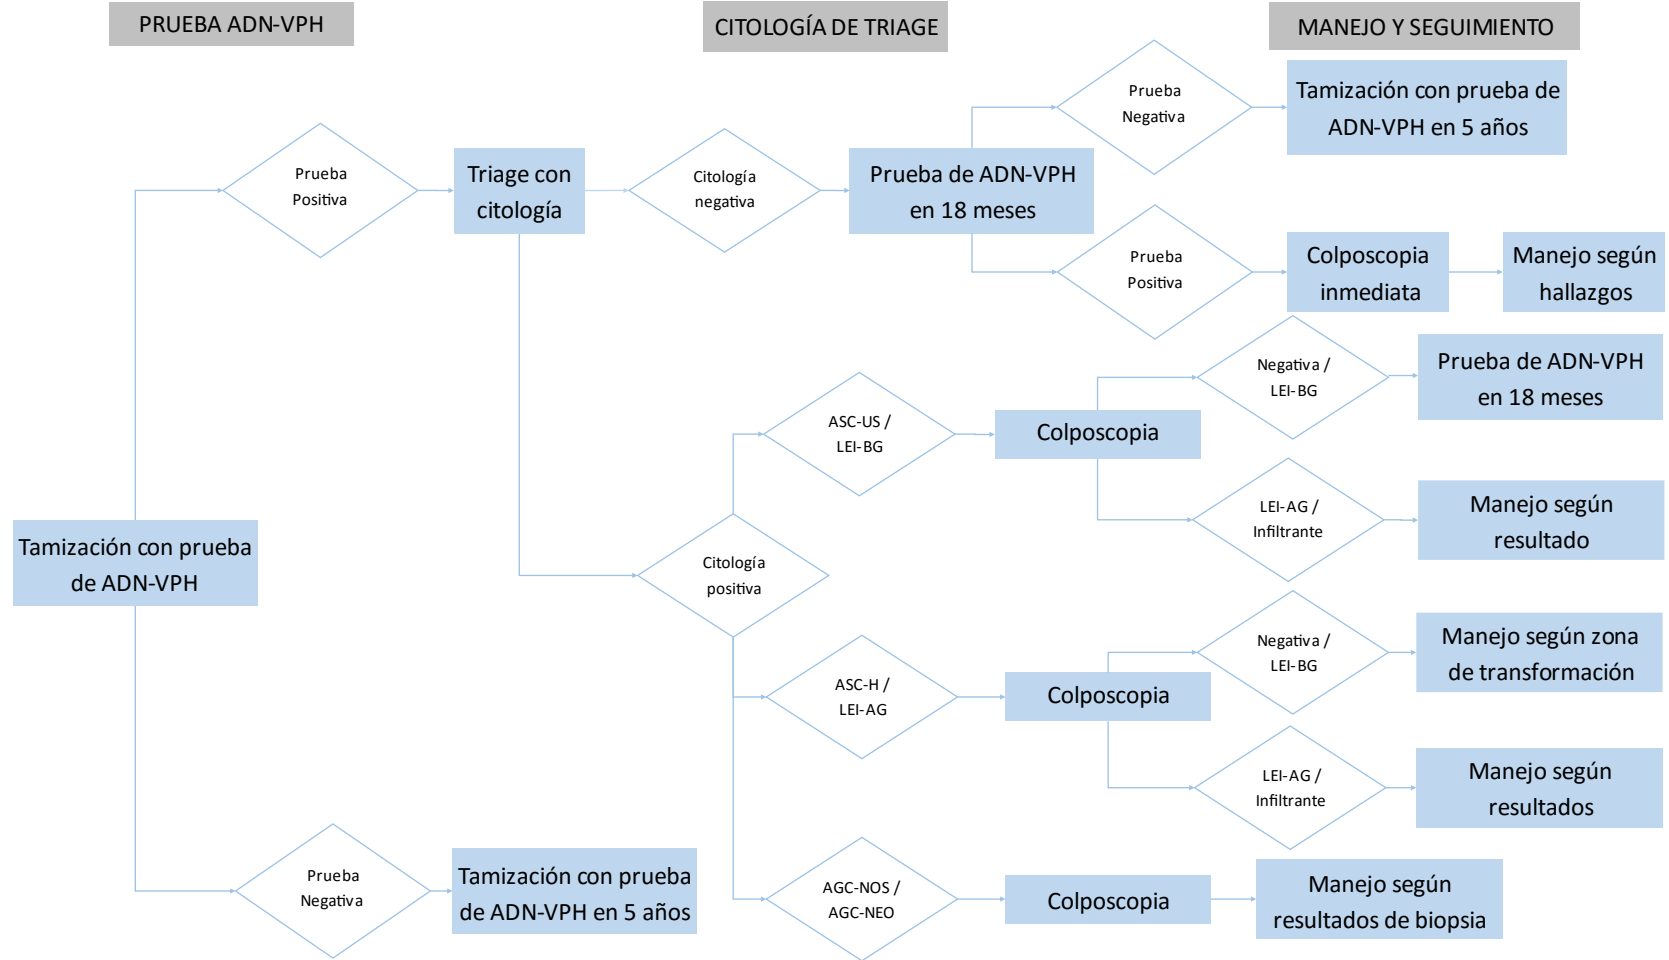 PRUEBA ADN-VPH
CITOLOGÍA DE TRIAGE
MANEJO Y SEGUIMIENTO
Prueba
Negativa
Tamización con prueba de
ADN-VPH en 5 años
Prueba
Positiva
Triage con
citología
Citología
negativa
Prueba de ADN-VPH
en 18 meses
Prueba
Positiva
Colposcopia
inmediata
Manejo según
hallazgos
Negativa /
LEI-BG
Prueba de ADN-VPH
en 18 meses
ASC-US /
LEI-BG
Colposcopia
LEI-AG /
Infiltrante
Manejo según
resultado
Tamización con prueba
de ADN-VPH
Citología
positiva
Negativa /
LEI-BG
Manejo según zona
de transformación
ASC-H /
LEI-AG
Colposcopia
LEI-AG /
Infiltrante
Manejo según
resultados
Prueba
Negativa
Tamización con prueba
de ADN-VPH en 5 años
AGC-NOS /
AGC-NEO
Colposcopia
Manejo según
resultados de biopsia